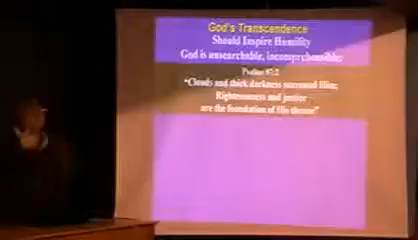 God's Transcendence
Should Inspire Humility
God is unsearchable, incomprehensible:
Psalms 97:2
"Clouds and thick darkness surround Him;
Righteousness and justice
are the foundation of His throne"